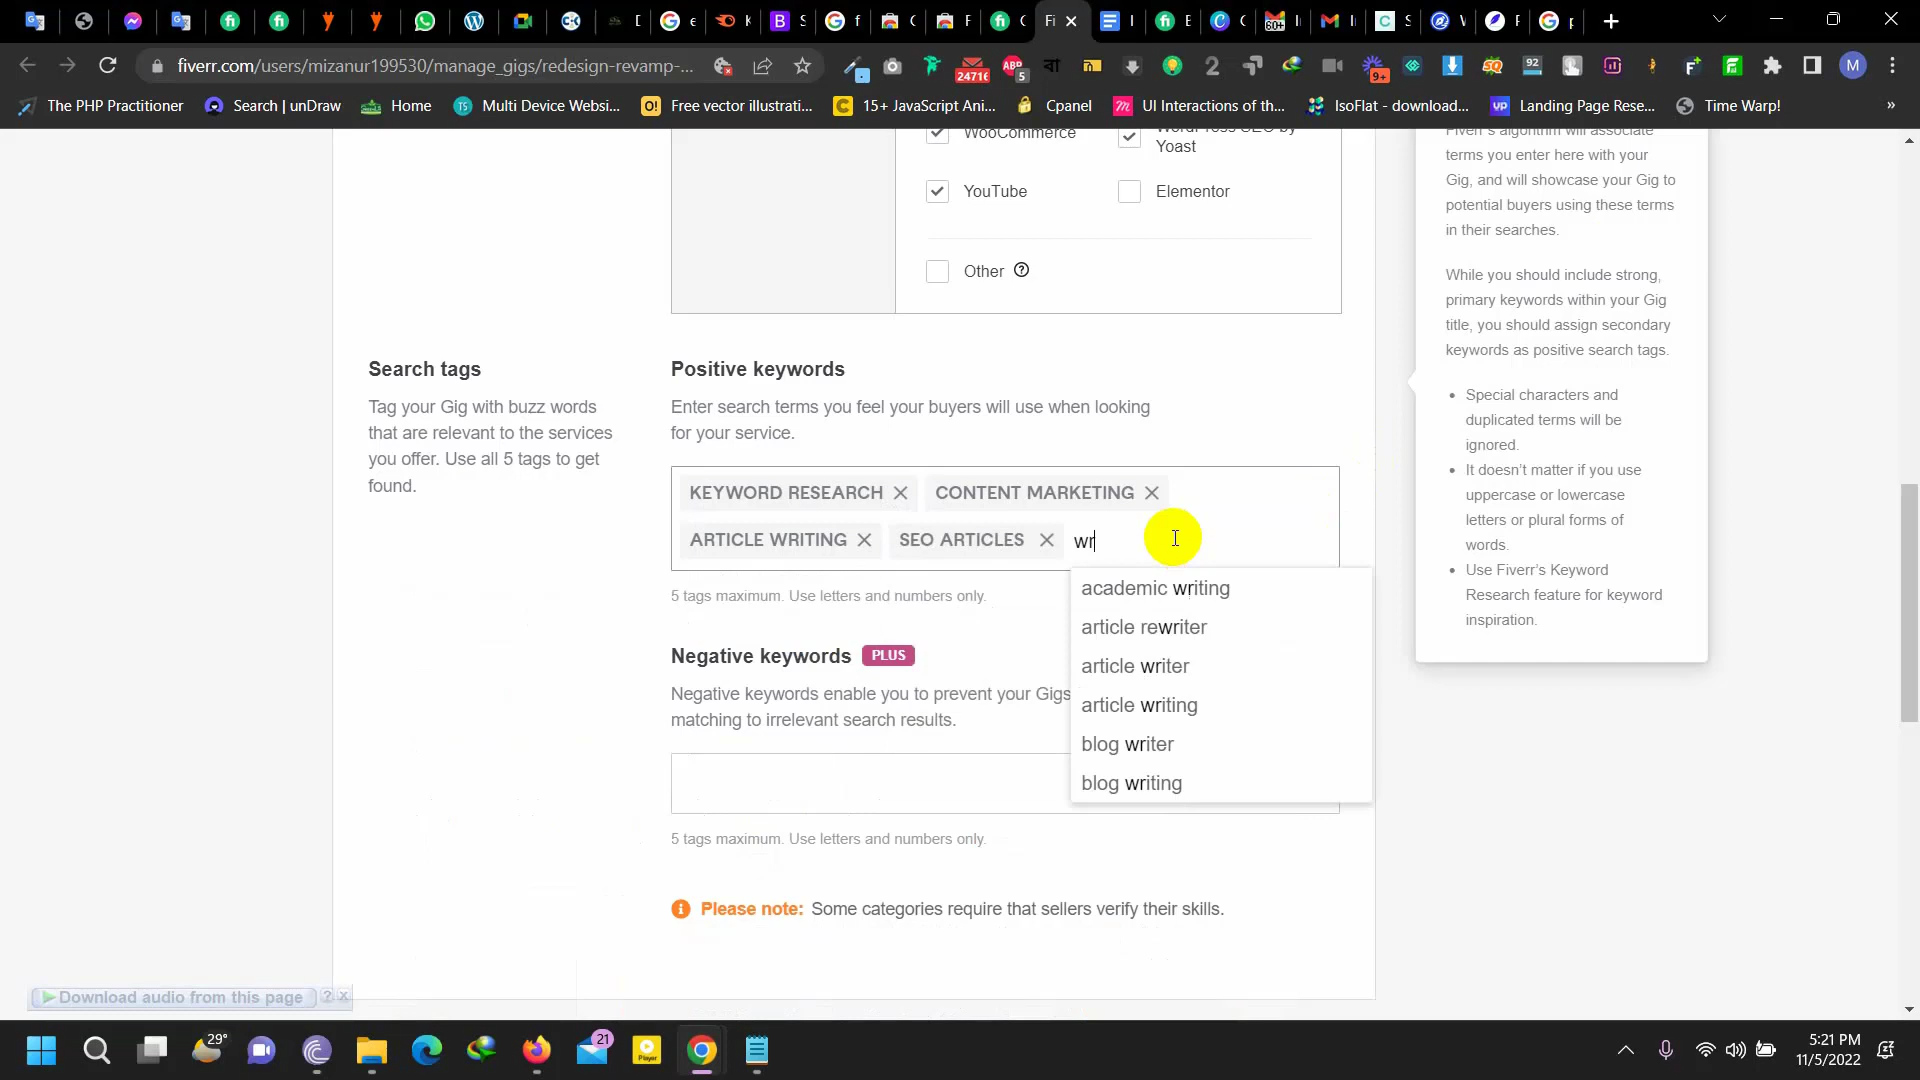 fiverr.com/users/mizanur199530/manage_gigs/redesign-revamp-...
The PHP Practitioner
Search | unDraw
Home
Multi Device Websi...
Free vector illustrati...
15+ JavaScript Ani...
Cpanel
UI Interactions of th...
IsoFlat - download...
Landing Page Rese...
Time Warp!
WooCommerce
WordPress SEO by
Yoast
YouTube
Elementor
Other
Search tags
Tag your Gig with buzz words
that are relevant to the services
you offer. Use all 5 tags to get
found.
Positive keywords
Enter search terms you feel your buyers will use when looking
for your service.
KEYWORD RESEARCH
CONTENT MARKETING
ARTICLE WRITING
SEO ARTICLES
wr
academic writing
article rewriter
article writer
article writing
blog writer
blog writing
5 tags maximum. Use letters and numbers only.
Negative keywords PLUS
Negative keywords enable you to prevent your Gigs
matching to irrelevant search results.
5 tags maximum. Use letters and numbers only.
Please note: Some categories require that sellers verify their skills.
Fiverr's algorithm will associate
terms you enter here with your
Gig, and will showcase your Gig to
potential buyers using these terms
in their searches.
While you should include strong,
primary keywords within your Gig
title, you should assign secondary
keywords as positive search tags.
• Special characters and
duplicated terms will be
ignored.
• It doesn't matter if you use
uppercase or lowercase
letters or plural forms of
words.
• Use Fiverr's Keyword
Research feature for keyword
inspiration.
Download audio from this page
29°
21
5:21 PM
11/5/2022